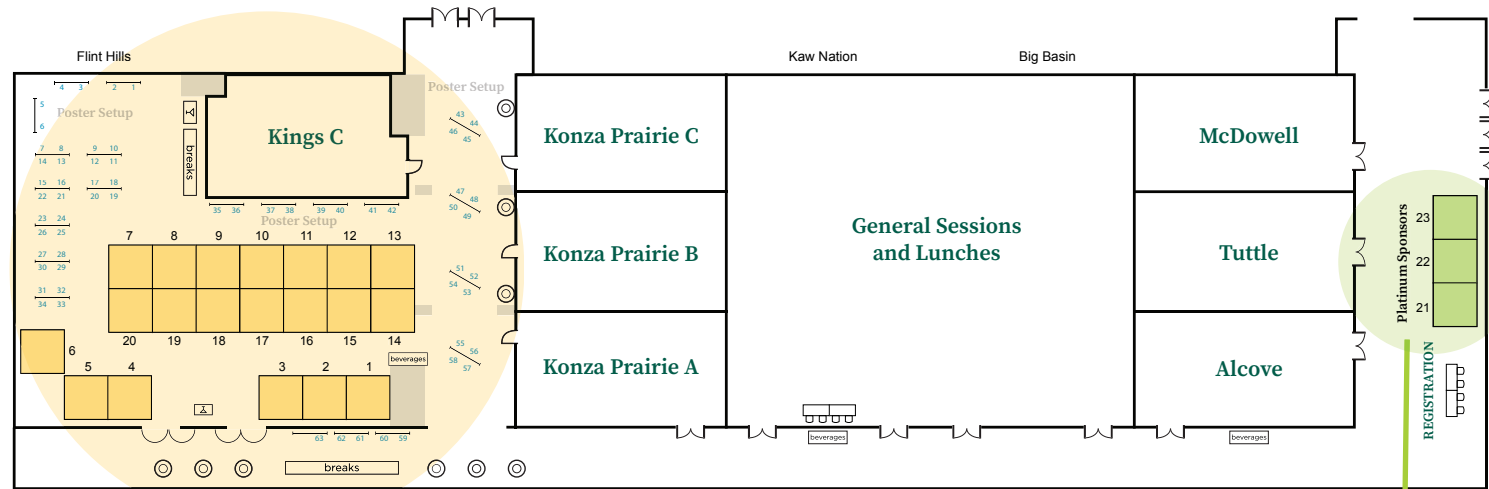 Flint Hills
Kaw Nation
Big Basin
4 3 2 1
Poster Setup
5
6
Poster Setup
7 8 9 10
14 13 12 11
15 16 17 18
22 21 20 19
23 24
26 25
27 28
30 29
31 32
34 33
breaks
Kings C
35 36 37 38 39 40 41 42
Poster Setup
43 44
46 45
47 48
50 49
51 52
54 53
55 56
58 57
7 8 9 10 11 12 13
20 19 18 17 16 15 14
6
5 4
3 2 1
beverages
63 62 61 60 59
breaks
Konza Prairie C
Konza Prairie B
Konza Prairie A
General Sessions
and Lunches
beverages
McDowell
Tuttle
Alcove
beverages
Platinum Sponsors
23
22
21
REGISTRATION